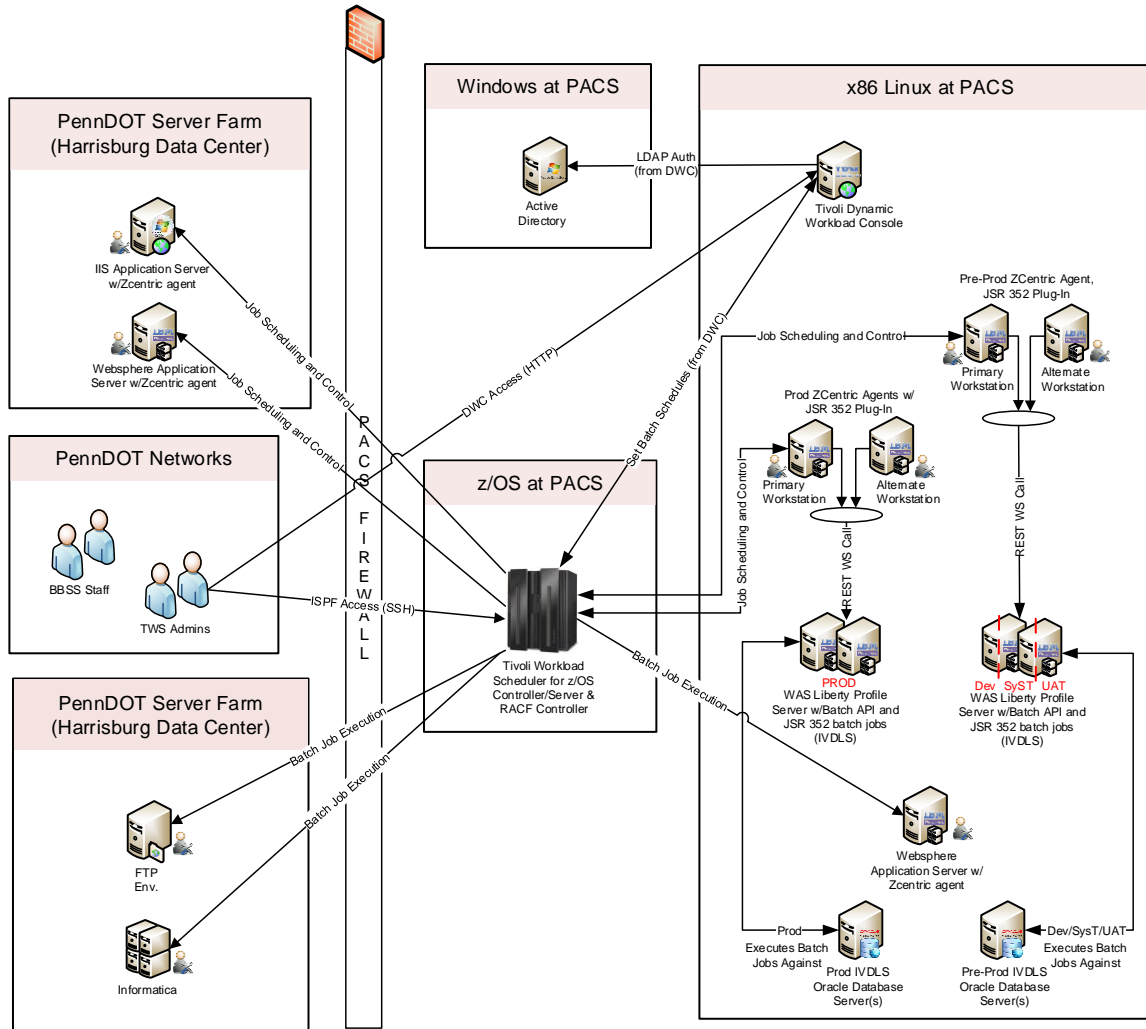 PennDOT Server Farm
(Harrisburg Data Center)
IIS Application Server
w/Zcentric agent
Websphere Application
Server w/Zcentric agent
Job Scheduling and Control
Job Scheduling and Control
PennDOT Networks
BBSS Staff
TWS Admins
DWC Access (HTTP)
ISPF Access (SSH)
PennDOT Server Farm
(Harrisburg Data Center)
FTP
Env.
Informatica
Batch Job Execution
Batch Job Execution
PACS FIREWALL
Windows at PACS
Active
Directory
LDAP Auth
(from DWC)
z/OS at PACS
Tivoli Workload
Scheduler for z/OS
Controller/Server &
RACF Controller
Set Batch Schedules (from DWC)
Batch Job Execution
x86 Linux at PACS
Tivoli Dynamic
Workload Console
Pre-Prod ZCentric Agent,
JSR 352 Plug-In
Job Scheduling and Control
Primary
Workstation
Alternate
Workstation
Prod ZCentric Agents w/
JSR 352 Plug-In
Primary
Workstation
Alternate
Workstation
Job Scheduling and Control
REST WS Call
REST WS Call
PROD
WAS Liberty Profile
Server w/Batch API and
JSR 352 batch jobs
(IVDLS)
Dev SyST UAT
WAS Liberty Profile
Server w/Batch API and
JSR 352 batch jobs
(IVDLS)
Websphere
Application Server w/
Zcentric agent
Prod
Executes Batch
Jobs Against
Prod IVDLS
Oracle Database
Server(s)
Dev/SysT/UAT
Executes Batch
Jobs Against
Pre-Prod IVDLS
Oracle Database
Server(s)